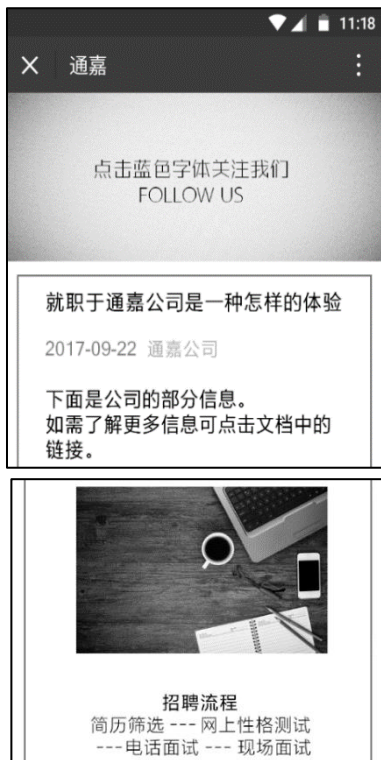 11:18
通嘉
点击蓝色字体关注我们
FOLLOW US
就职于通嘉公司是一种怎样的体验
2017-09-22 通嘉公司
下面是公司的部分信息。
如需了解更多信息可点击文档中的
链接。
招聘流程
简历筛选 --- 网上性格测试
---电话面试 --- 现场面试